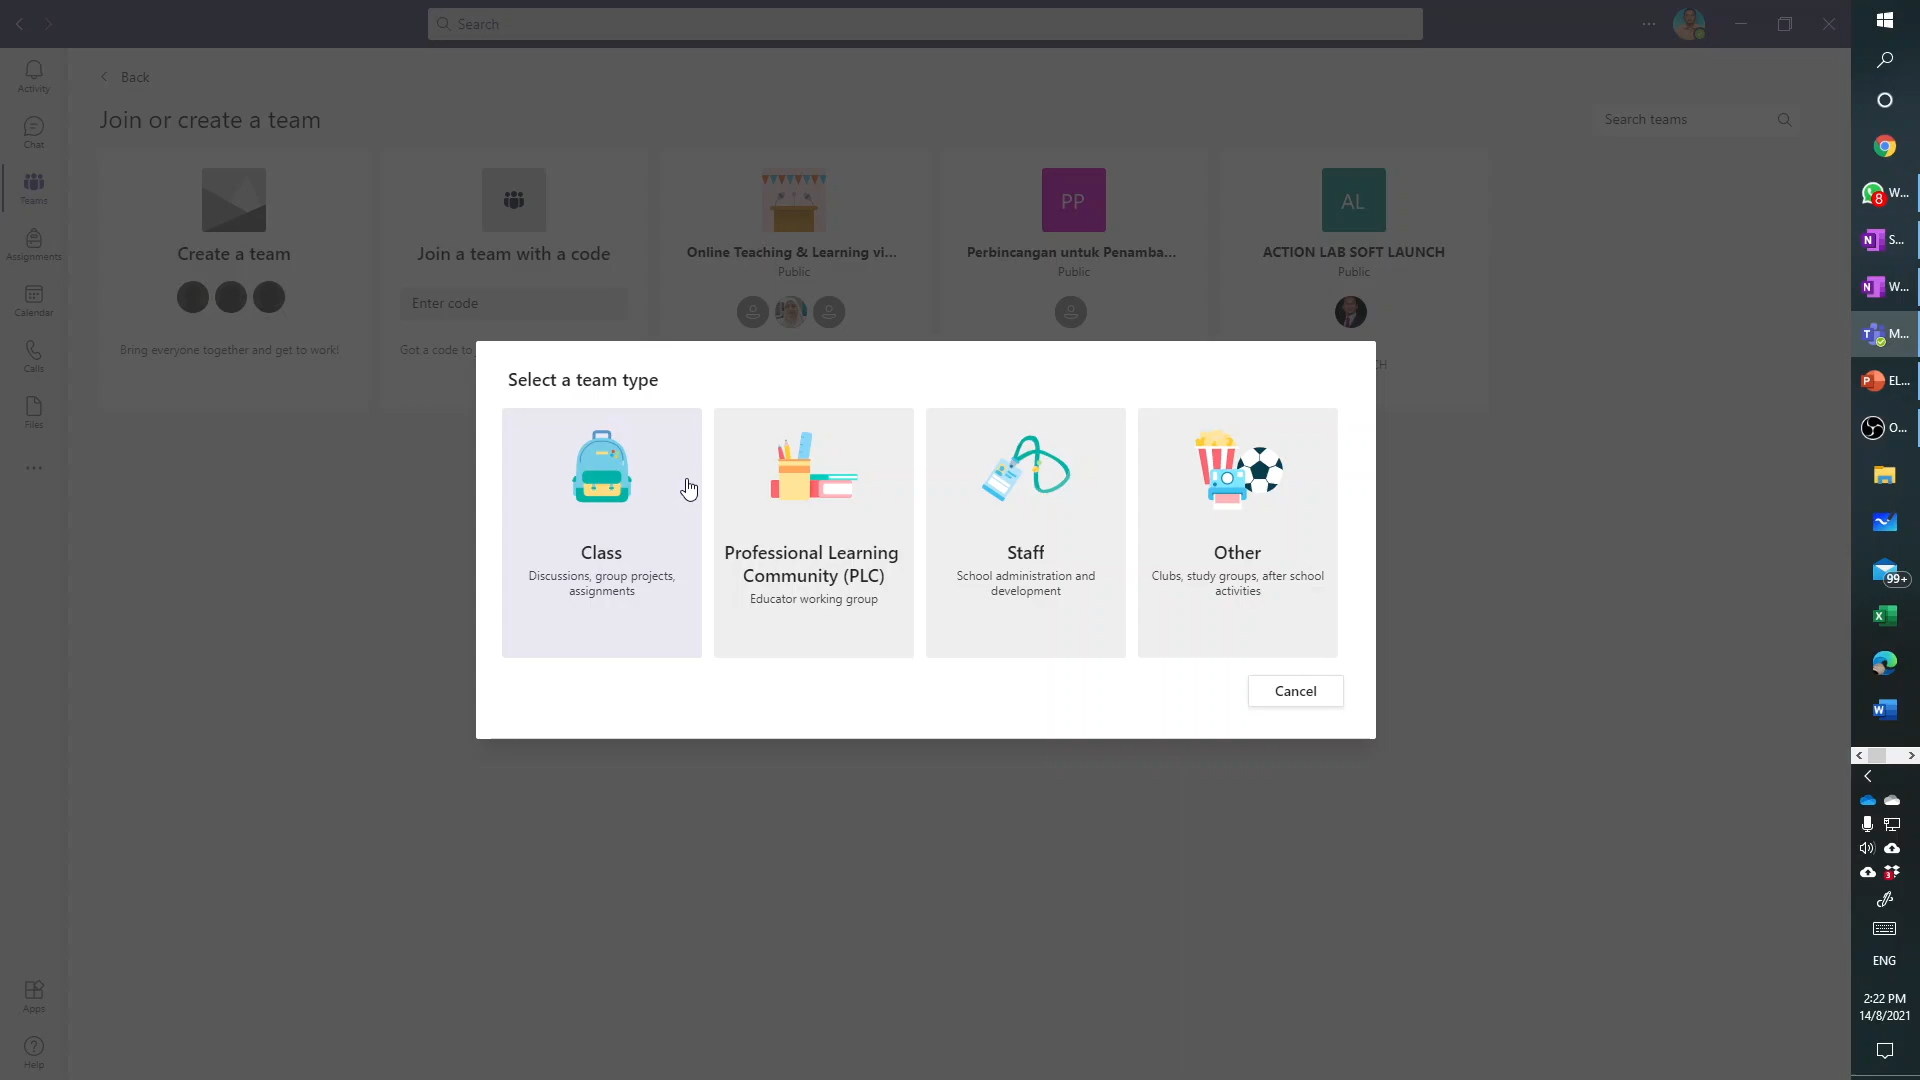 Search
Back
Join or create a team
Search teams
Activity
Chat
Teams
Assignments
Calendar
Calls
Files
Apps
Help
Create a team
Bring everyone together and get to work!
Join a team with a code
Enter code
Got a code to
Online Teaching & Learning vi...
Public
PP
Perbincangan untuk Penamba...
Public
AL
ACTION LAB SOFT LAUNCH
Public
CH
Select a team type
Class
Discussions, group projects,
assignments
Professional Learning
Community (PLC)
Educator working group
Staff
School administration and
development
Other
Clubs, study groups, after school
activities
Cancel
8
W...
N
S...
N
W...
T
M...
P
EL...
O...
99+
W
3
ENG
2:22 PM
14/8/2021